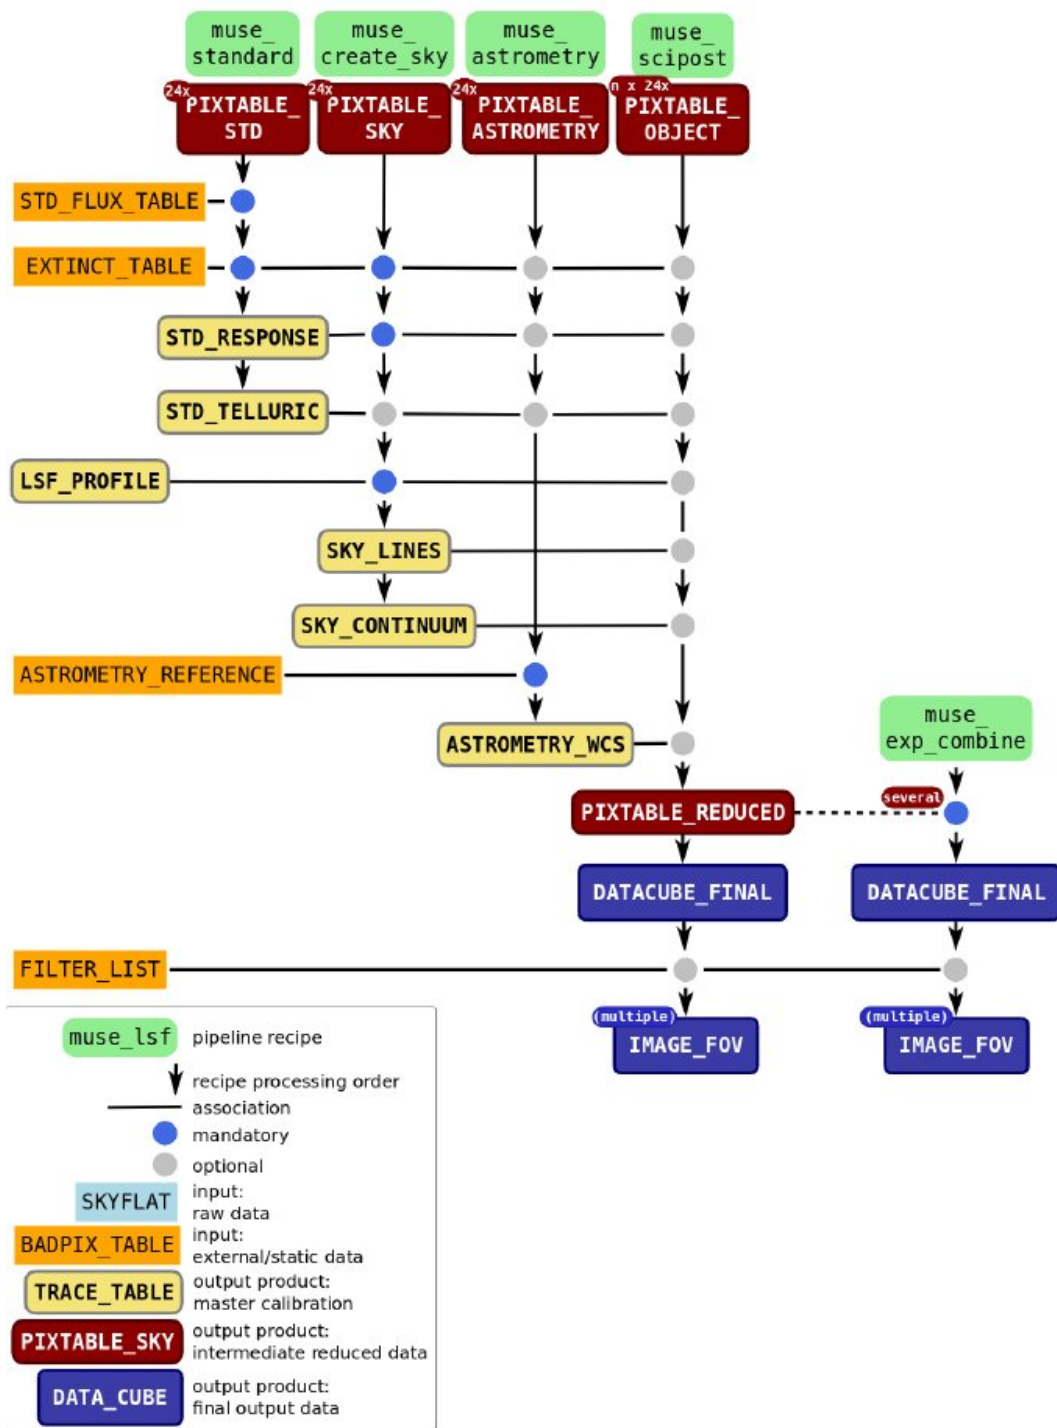 muse_
standard
muse_
create_sky
muse_
astrometry
muse_
scipost
24x
PIXTABLE_
STD
24x
PIXTABLE_
SKY
24x
PIXTABLE_
ASTROMETRY
n x 24x
PIXTABLE_
OBJECT
STD_FLUX_TABLE
EXTINCT_TABLE
STD_RESPONSE
STD_TELLURIC
LSF_PROFILE
SKY_LINES
SKY_CONTINUUM
ASTROMETRY_REFERENCE
ASTROMETRY_WCS
muse_
exp_combine
PIXTABLE_REDUCED
several
DATACUBE_FINAL
DATACUBE_FINAL
FILTER_LIST
(multiple)
IMAGE_FOV
(multiple)
IMAGE_FOV
muse_lsf
pipeline recipe
recipe processing order
association
mandatory
optional
SKYFLAT
input:
raw data
BADPIX_TABLE
input:
external/static data
TRACE_TABLE
output product:
master calibration
PIXTABLE_SKY
output product:
intermediate reduced data
DATA_CUBE
output product:
final output data